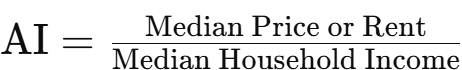 AI = Median Price or Rent
Median Household Income